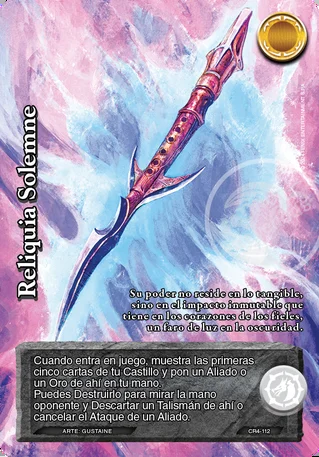 Reliquia Solemne
Su poder no reside en lo tangible,
sino en el impacto inmutable que
tiene en los corazones de los fieles,
un faro de luz en la oscuridad.
Cuando entra en juego, muestra las primeras
cinco cartas de tu Castillo y pon un Aliado o
un Oro de ahí en tu mano.
Puedes Destruirlo para mirar la mano
oponente y Descartar un Talismán de ahí o
cancelar el Ataque de un Aliado.
ARTE: GUSTAINE
CR4-112